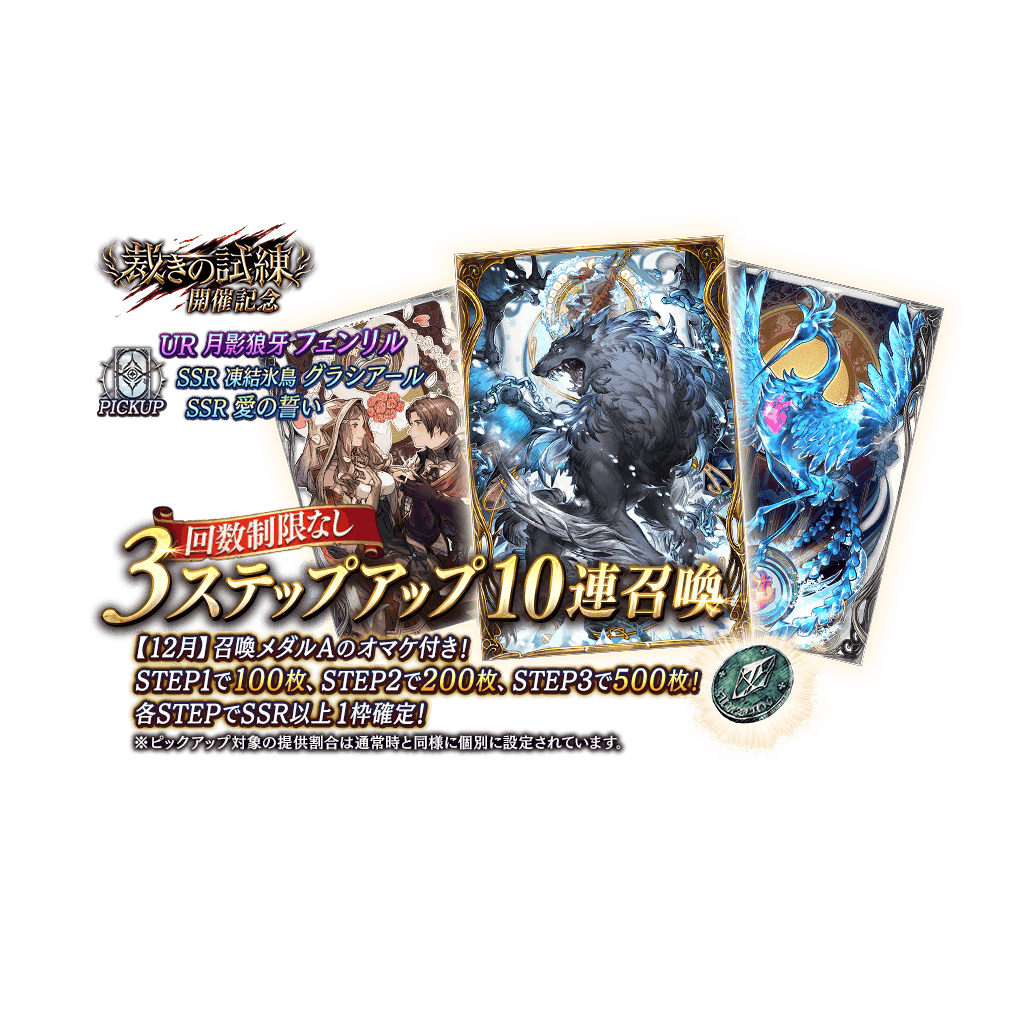 裁きの試練
開催記念
UR 月影狼牙 フェンリル
SSR 凍結氷鳥 グラシアール
SSR 愛の誓い
PICKUP
回数制限なし
3ステップアップ10連召喚
【12月】召喚メダルAのオマケ付き!
STEP1で100枚、STEP2で200枚、STEP3で500枚!
各STEPでSSR以上1枠確定!
※ピックアップ対象の提供割合は通常時と同様に個別に設定されています。